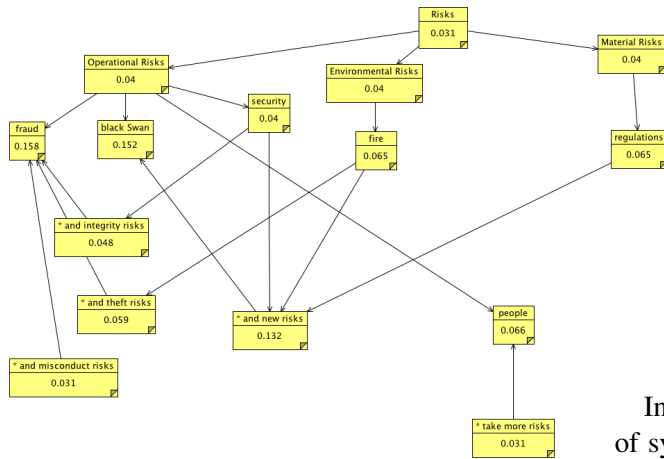 Risks
0.031
Operational Risks
0.04
Environmental Risks
0.04
Material Risks
0.04
security
0.04
fraud
0.158
black Swan
0.152
fire
0.065
regulations
0.065
* and integrity risks
0.048
* and theft risks
0.059
* and new risks
0.132
people
0.066
* and misconduct risks
0.031
* take more risks
0.031
In
of sy